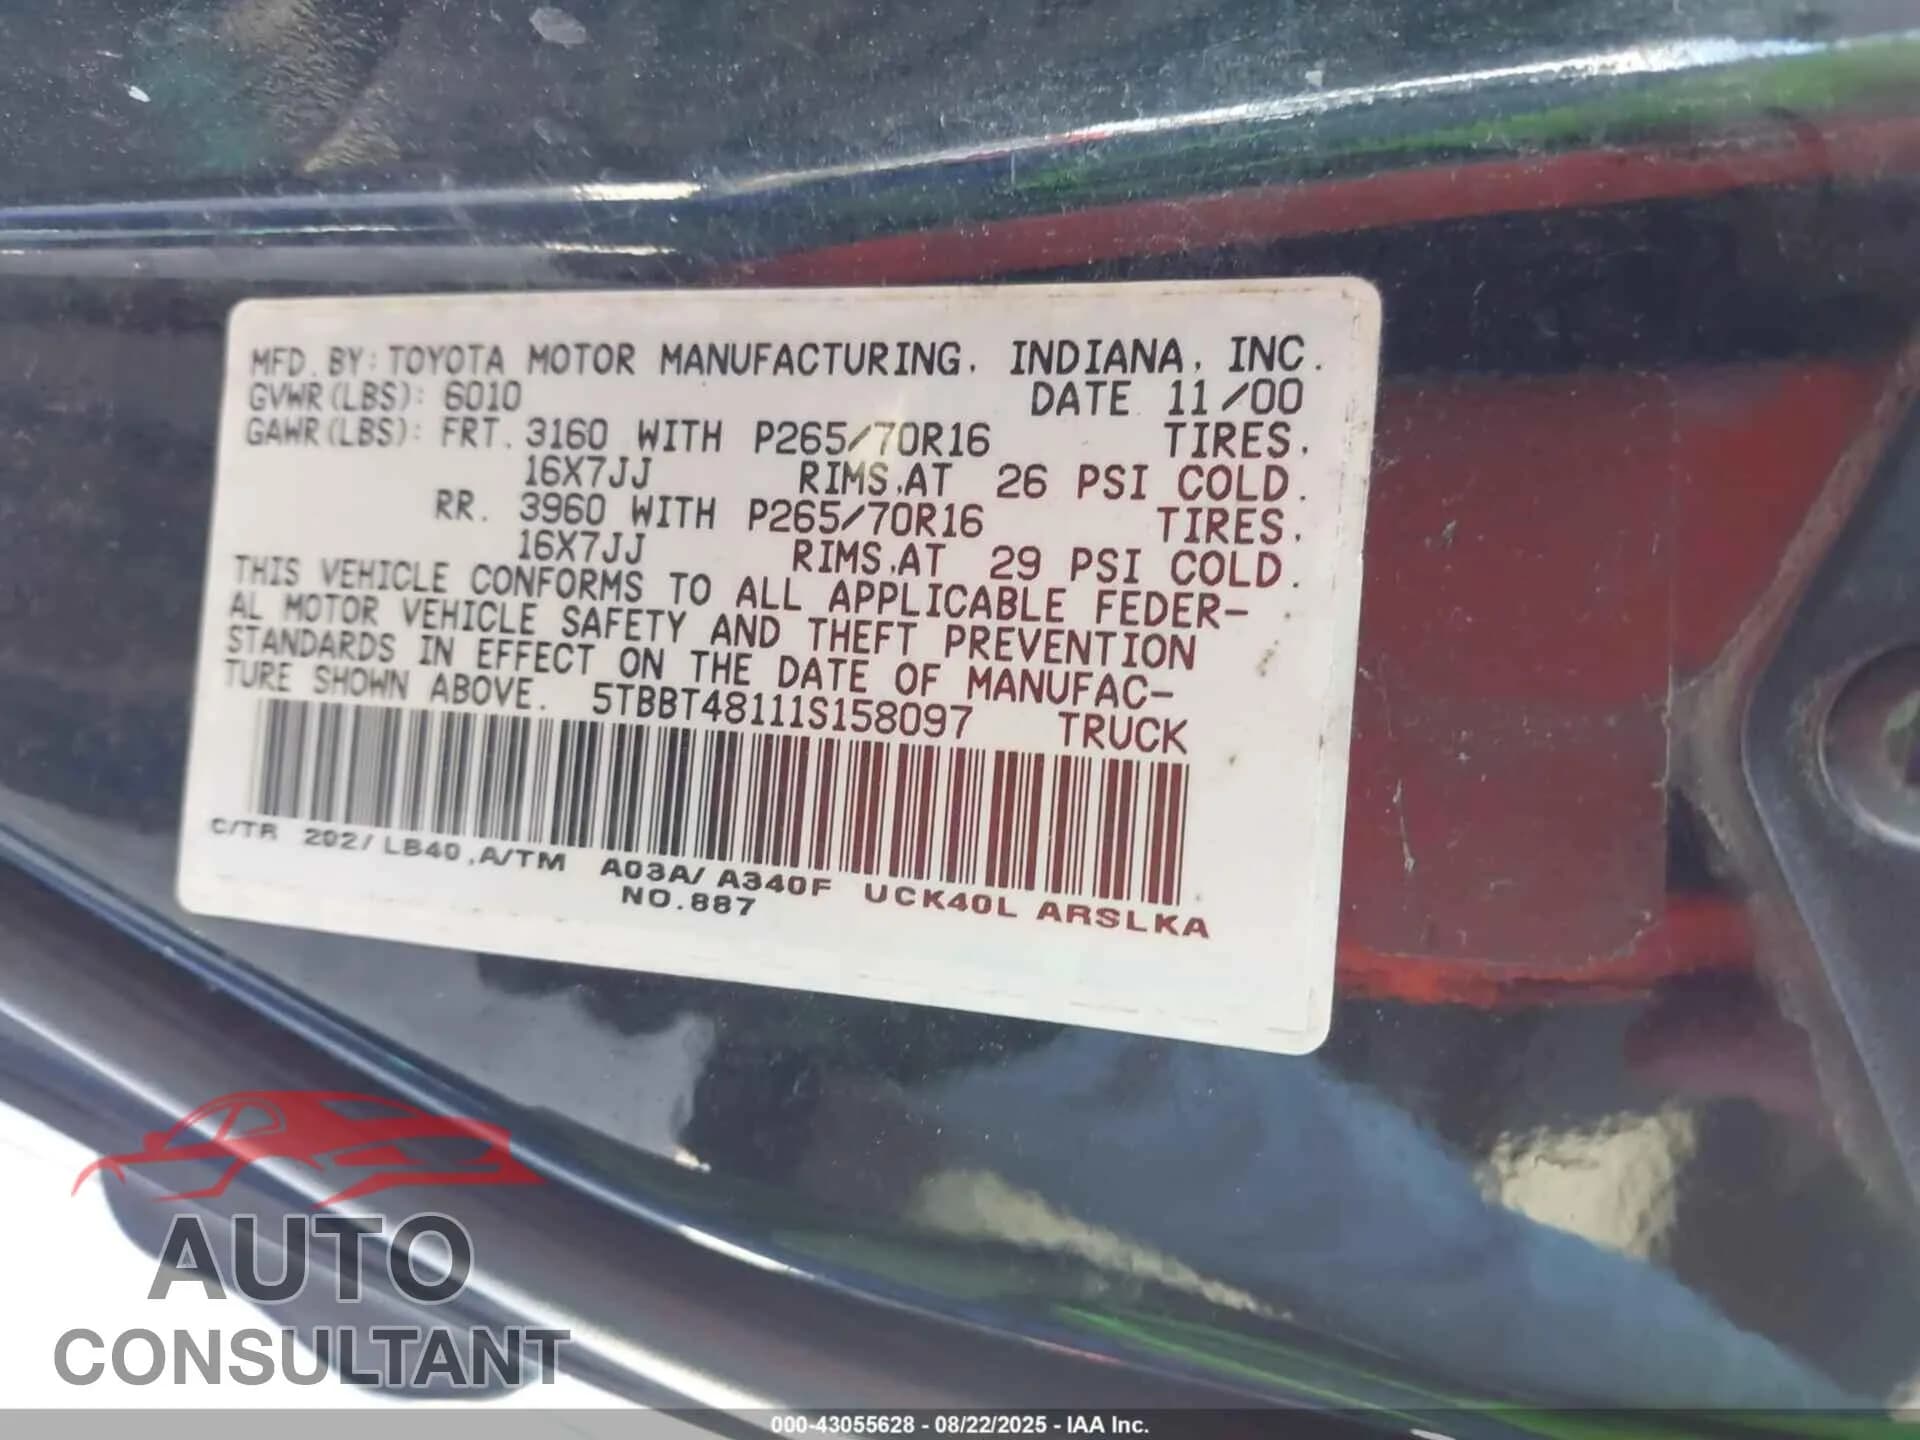 MFD. BY: TOYOTA MOTOR MANUFACTURING, INDIANA, INC.
GVWR(LBS): 6010 DATE 11/00
GAWR(LBS): FRT. 3160 WITH P265/70R16 TIRES,
16X7JJ RIMS,AT 26 PSI COLD.
RR. 3960 WITH P265/70R16 TIRES,
16X7JJ RIMS,AT 29 PSI COLD.
THIS VEHICLE CONFORMS TO ALL APPLICABLE FEDER-
AL MOTOR VEHICLE SAFETY AND THEFT PREVENTION
STANDARDS IN EFFECT ON THE DATE OF MANUFAC-
TURE SHOWN ABOVE. 5TBBT48111S158097 TRUCK
C/TR 202/ LB40,A/TM A03A/ A340F UCK40L ARSLKA
NO.887
AUTO
CONSULTANT
000-43055628 - 08/22/2025 - IAA Inc.